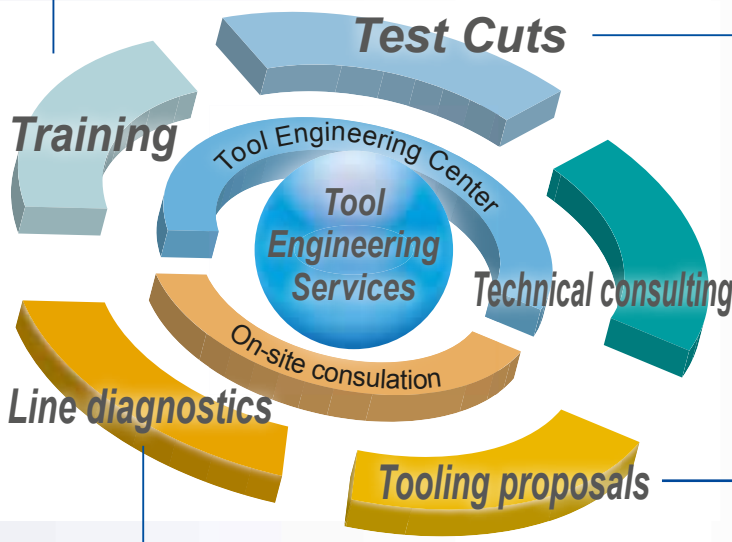 Test Cuts
Training
Tool Engineering Center
Tool
Engineering
Services
Technical consulting
On-site consulation
Line diagnostics
Tooling proposals